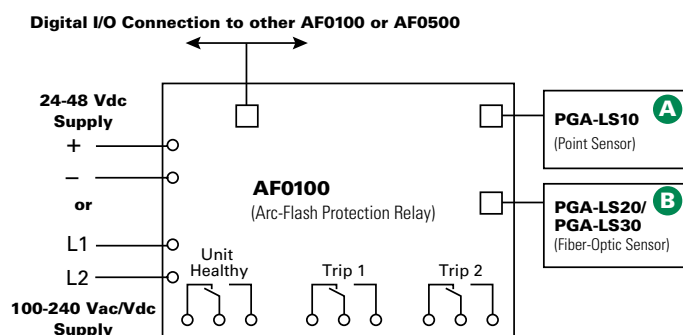 Digital I/O Connection to other AF0100 or AF0500
24-48 Vdc
Supply
+
–
or
L1
L2
100-240 Vac/Vdc
Supply
AF0100
(Arc-Flash Protection Relay)
Unit
Healthy
Trip 1
Trip 2
PGA-LS10
A
(Point Sensor)
PGA-LS20/
B
PGA-LS30
(Fiber-Optic Sensor)